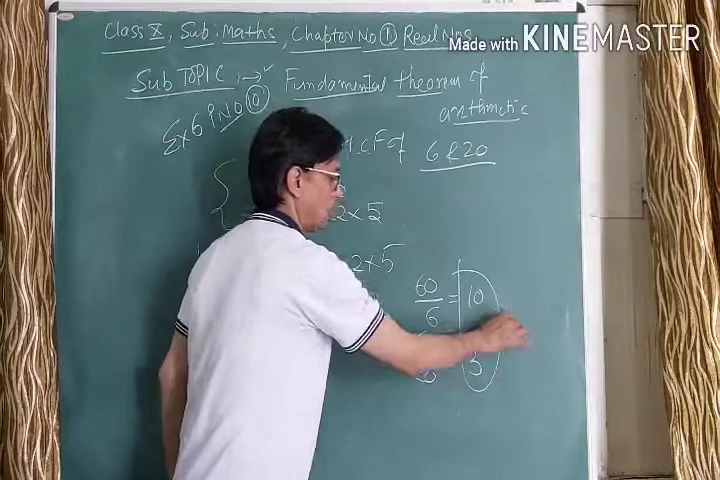 Class X, Sub: Maths, Chapter No 1 Real Nos.
Made with KINEMASTER
Sub TOPIC :→ Fundamental theorem of
arithmetic
Ex 6 P.NO 10
H.C.F of 6 & 20
2×5
2×5
60/6 = 10
3